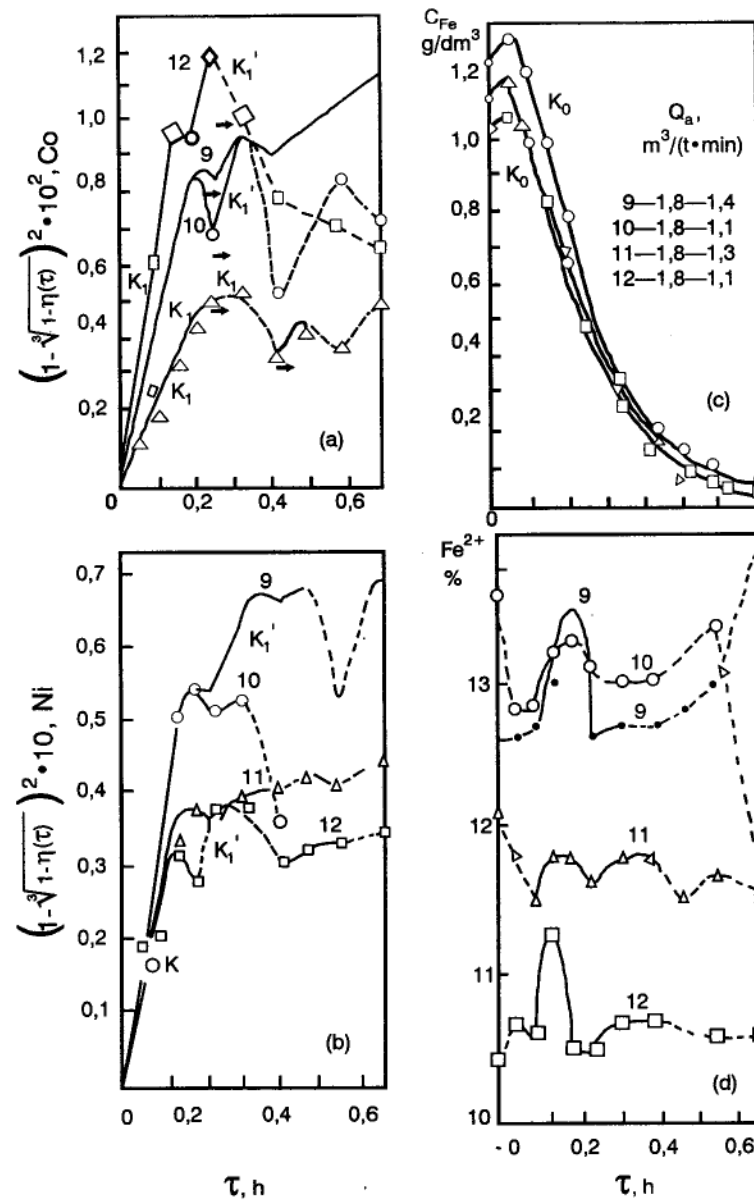 (1-∛1-η(τ))² • 10², Co
1,2
1,0
0,8
0,6
0,4
0,2
0
0,2
0,4
0,6
12
K₁'
9
K₁'
10
K₁
K₁
K₁
K₁
(a)
C_Fe
g/dm³
1,2
1,0
0,8
0,6
0,4
0,2
0
K₀
K₀
Qₐ,
m³/(t•min)
9—1,8—1,4
10—1,8—1,1
11—1,8—1,3
12—1,8—1,1
(c)
(1-∛1-η(τ))² • 10, Ni
0,7
0,6
0,5
0,4
0,3
0,2
0,1
0
0,2
0,4
0,6
9
K₁'
10
11
K₁'
12
K
(b)
τ, h
Fe²⁺
%
13
12
11
10
- 0
0,2
0,4
0,6
9
10
9
11
12
(d)
τ, h